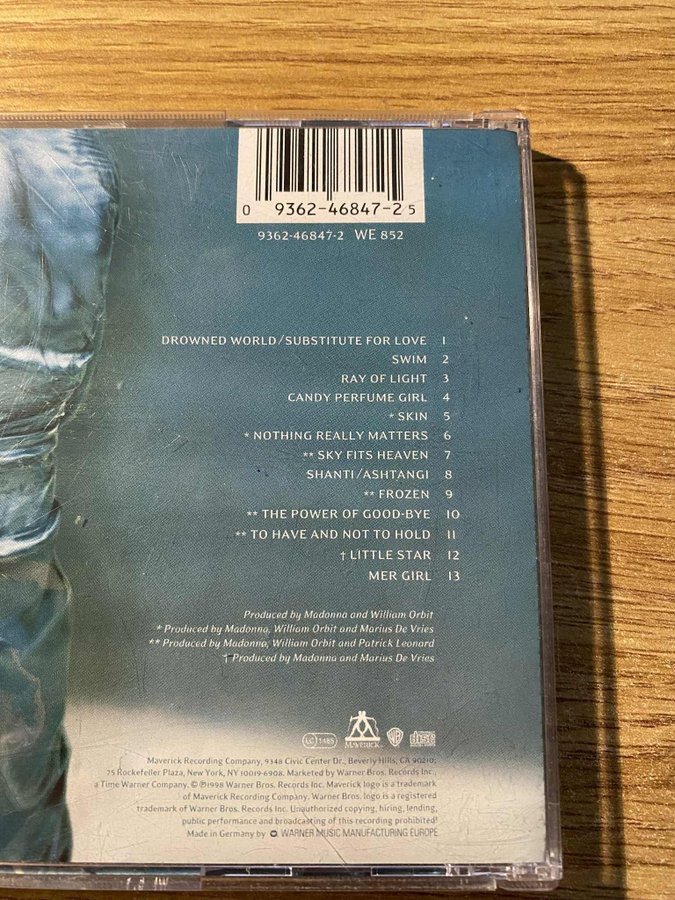 0 9362-46847-2 5
9362-46847-2 WE 852
DROWNED WORLD/SUBSTITUTE FOR LOVE 1
SWIM 2
RAY OF LIGHT 3
CANDY PERFUME GIRL 4
* SKIN 5
* NOTHING REALLY MATTERS 6
** SKY FITS HEAVEN 7
SHANTI/ASHTANGI 8
** FROZEN 9
** THE POWER OF GOOD-BYE 10
** TO HAVE AND NOT TO HOLD 11
† LITTLE STAR 12
MER GIRL 13
Produced by Madonna and William Orbit
* Produced by Madonna, William Orbit and Marius De Vries
** Produced by Madonna, William Orbit and Patrick Leonard
† Produced by Madonna and Marius De Vries
LC 1485 MAVERICK WB COMPACT disc DIGITAL AUDIO
Maverick Recording Company, 9348 Civic Center Dr., Beverly Hills, CA 90210;
75 Rockefeller Plaza, New York, NY 10019-6908. Marketed by Warner Bros. Records Inc.,
a Time Warner Company. © ℗1998 Warner Bros. Records Inc. Maverick logo is a trademark
of Maverick Recording Company. Warner Bros. logo is a registered
trademark of Warner Bros. Records Inc. Unauthorized copying, hiring, lending,
public performance and broadcasting of this recording prohibited!
Made in Germany by WARNER MUSIC MANUFACTURING EUROPE